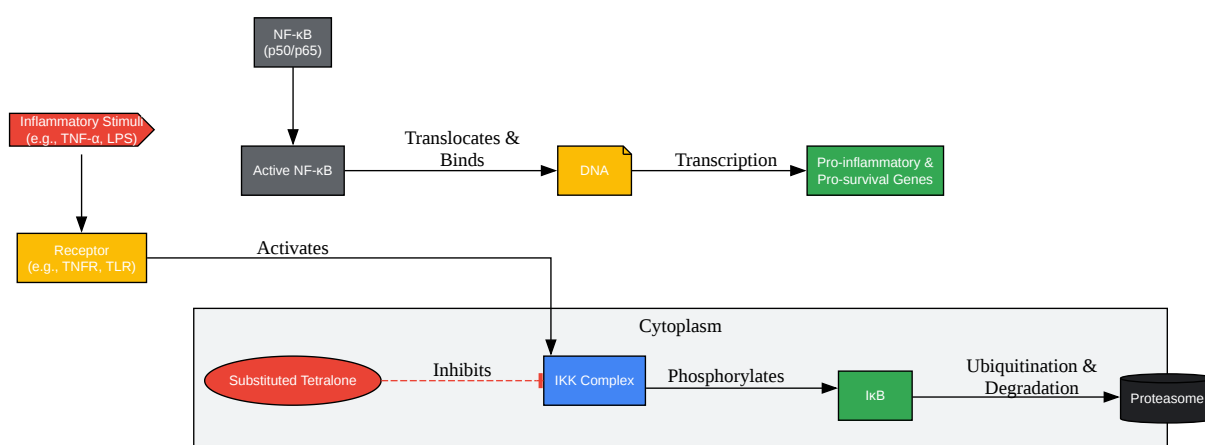 NF-κB
(p50/p65)
Inflammatory Stimuli
(e.g., TNF-α, LPS)
Active NF-κB
Translocates &
Binds
DNA
Transcription
Pro-inflammatory &
Pro-survival Genes
Receptor
(e.g., TNFR, TLR)
Activates
Cytoplasm
Substituted Tetralone
Inhibits
IKK Complex
Phosphorylates
IκB
Ubiquitination &
Degradation
Proteasome